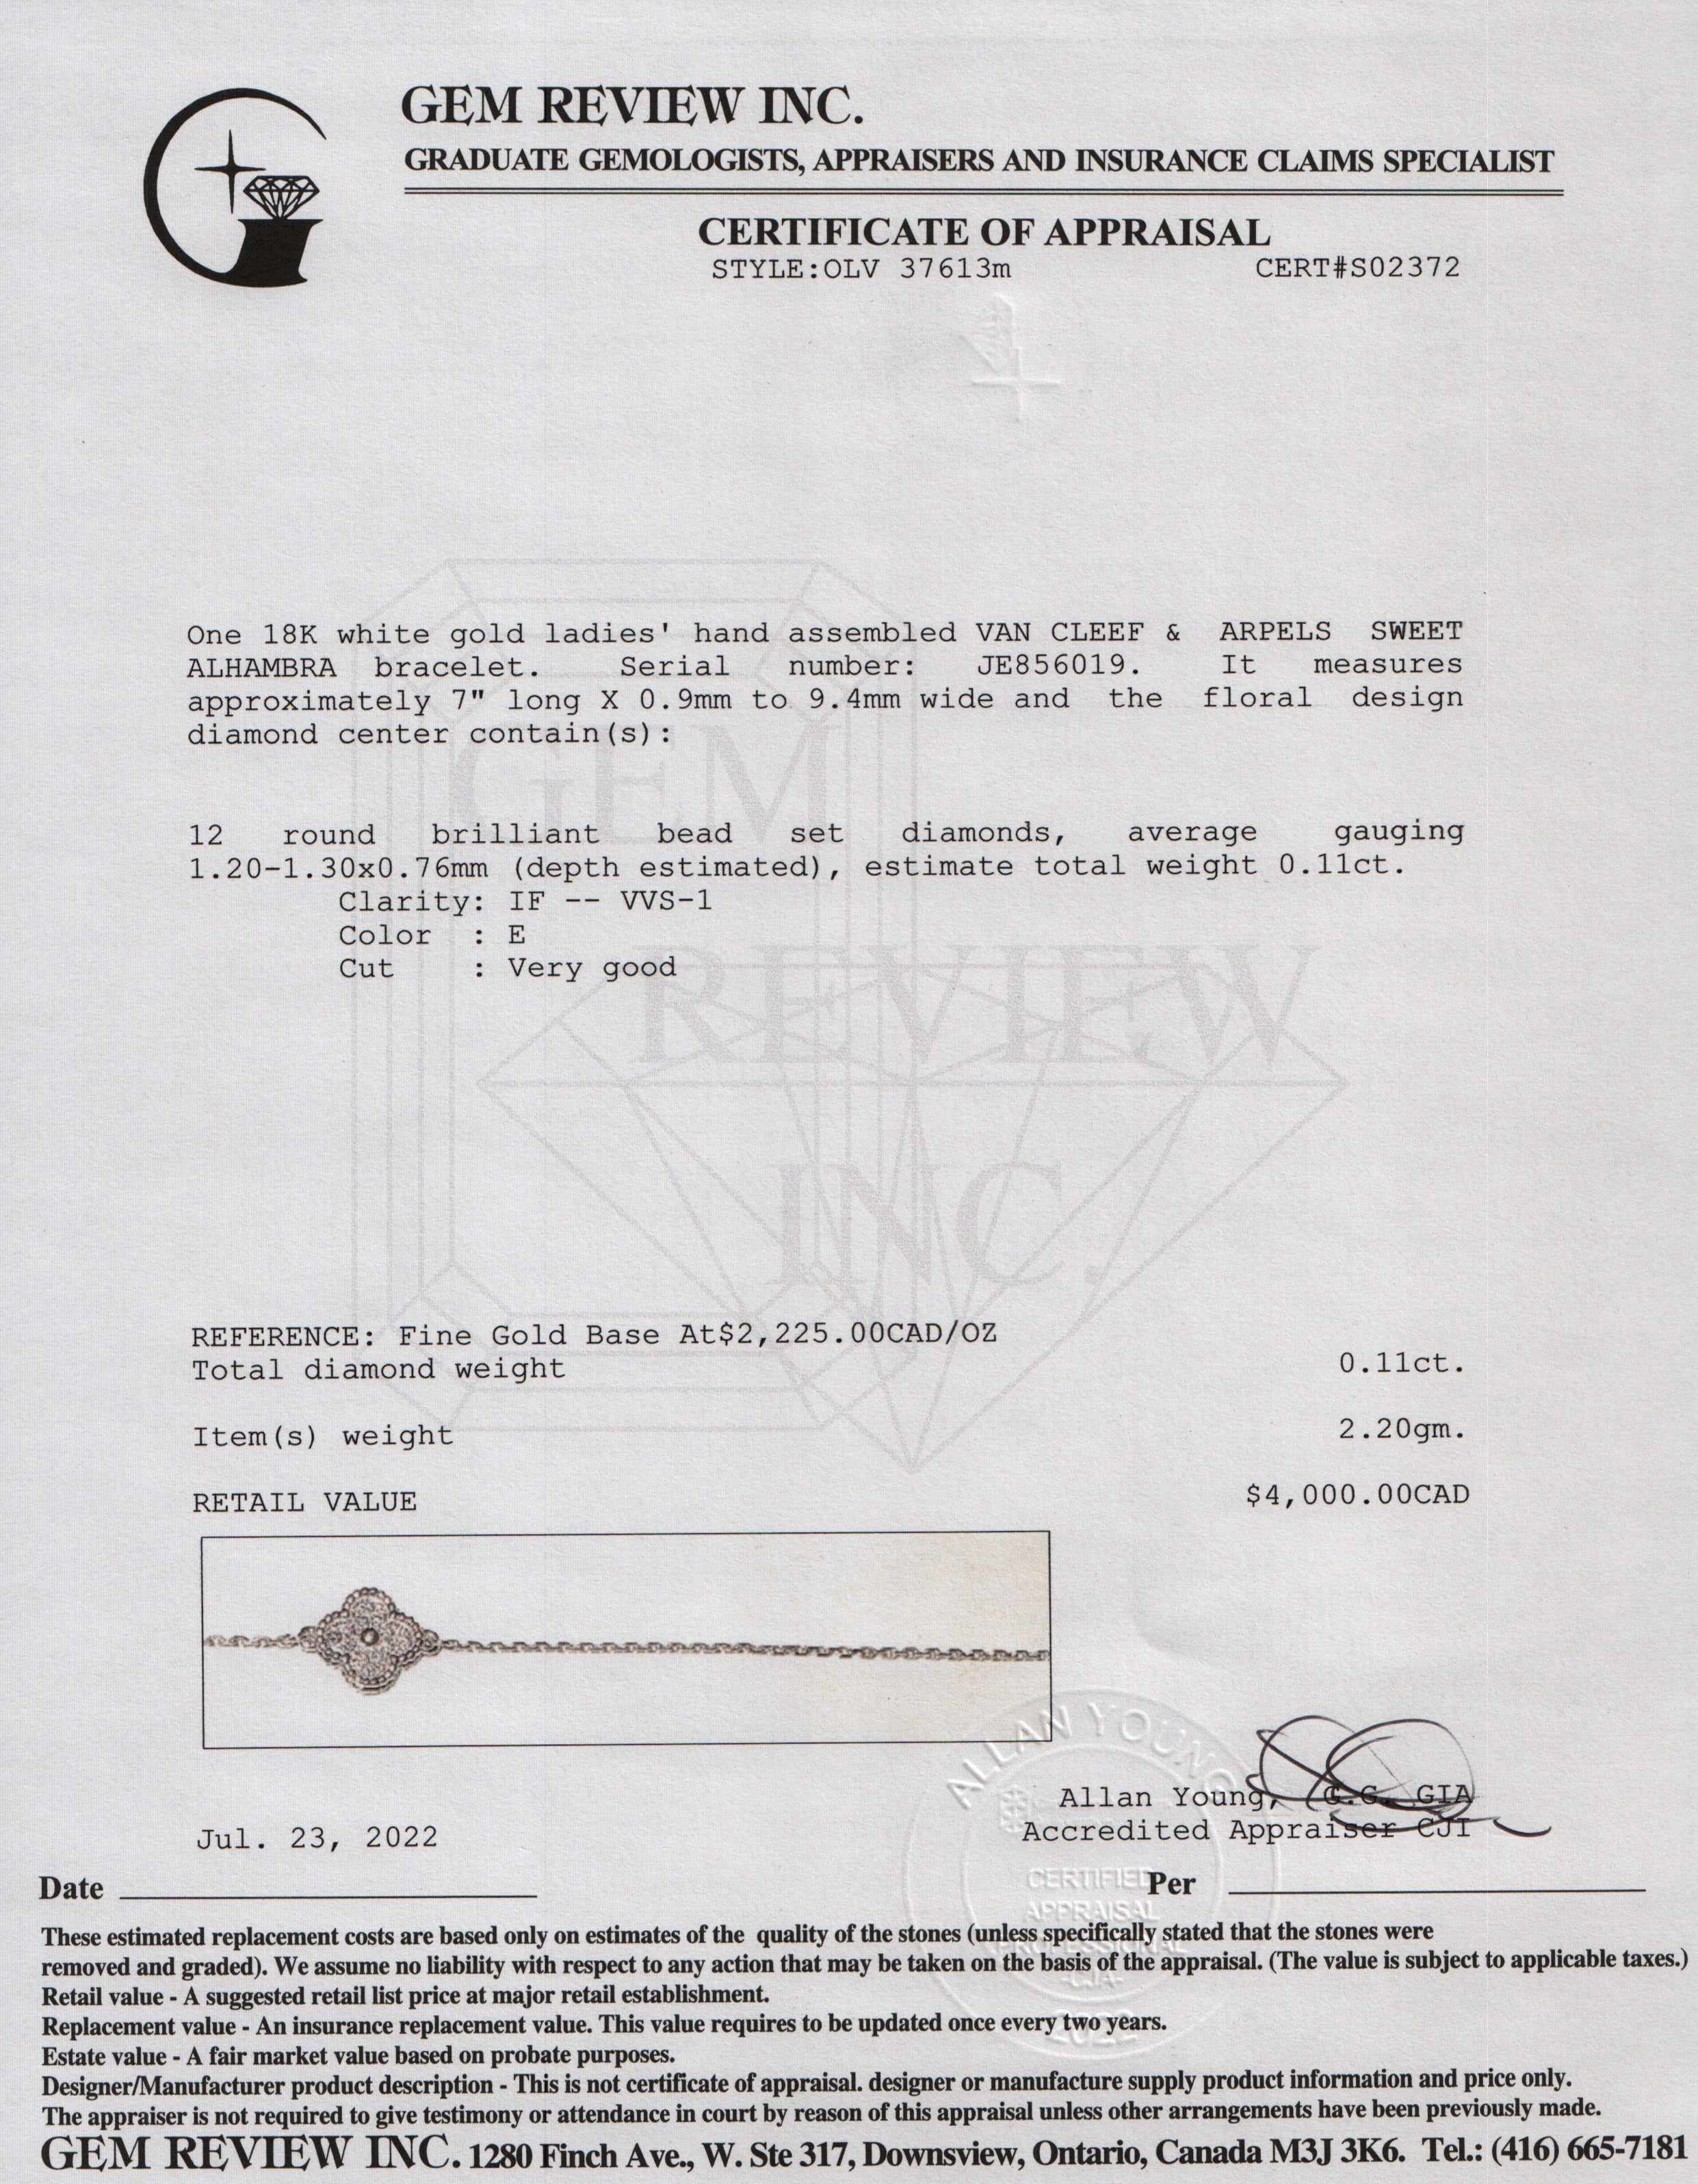 GEM REVIEW INC.
GRADUATE GEMOLOGISTS, APPRAISERS AND INSURANCE CLAIMS SPECIALIST
CERTIFICATE OF APPRAISAL
STYLE:OLV 37613m CERT#S02372
One 18K white gold ladies' hand assembled VAN CLEEF & ARPELS SWEET
ALHAMBRA bracelet. Serial number: JE856019. It measures
approximately 7" long X 0.9mm to 9.4mm wide and the floral design
diamond center contain(s):
GEM
12 round brilliant bead set diamonds, average gauging
1.20-1.30x0.76mm (depth estimated), estimate total weight 0.11ct.
Clarity: IF -- VVS-1
Color : E
Cut : Very good
REVIEW
INC.
REFERENCE: Fine Gold Base At$2,225.00CAD/OZ
Total diamond weight 0.11ct.
Item(s) weight 2.20gm.
RETAIL VALUE $4,000.00CAD
ALLAN YOUNG
Allan Young, G.G. GIA
Accredited Appraiser CJI
Jul. 23, 2022
CERTIFIED
APPRAISAL
PROFESSIONAL
-CJA-
2022
Date Per
These estimated replacement costs are based only on estimates of the quality of the stones (unless specifically stated that the stones were
removed and graded). We assume no liability with respect to any action that may be taken on the basis of the appraisal. (The value is subject to applicable taxes.)
Retail value - A suggested retail list price at major retail establishment.
Replacement value - An insurance replacement value. This value requires to be updated once every two years.
Estate value - A fair market value based on probate purposes.
Designer/Manufacturer product description - This is not certificate of appraisal. designer or manufacture supply product information and price only.
The appraiser is not required to give testimony or attendance in court by reason of this appraisal unless other arrangements have been previously made.
GEM REVIEW INC. 1280 Finch Ave., W. Ste 317, Downsview, Ontario, Canada M3J 3K6. Tel.: (416) 665-7181